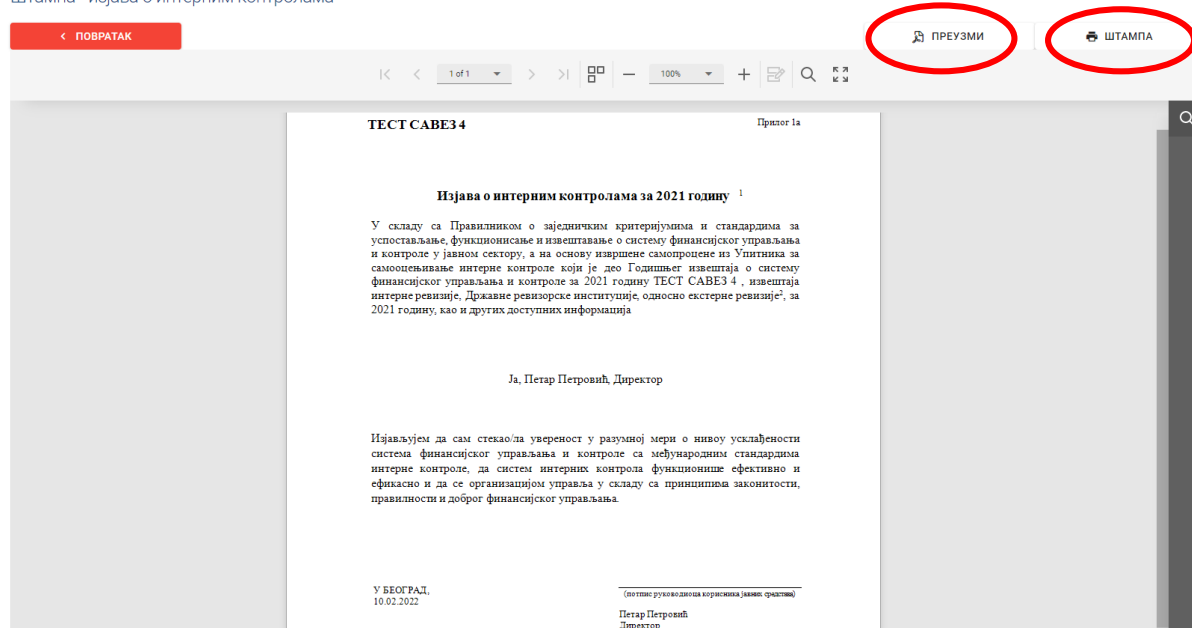 Штампа - изјава о интерним контролама
ПОВРАТАК
ПРЕУЗМИ
ШТАМПА
1 of 1
100%
ТЕСТ САВЕЗ 4
Прилог 1а
Изјава о интерним контролама за 2021 годину 1
У складу са Правилником о заједничким критеријумима и стандардима за
успостављање, функционисање и извештавање о систему финансијског управљања
и контроле у јавном сектору, а на основу извршене самопроцене из Упитника за
самооцењивање интерне контроле који је део Годишњег извештаја о систему
финансијског управљања и контроле за 2021 годину ТЕСТ САВЕЗ 4 , извештаја
интерне ревизије, Државне ревизорске институције, односно екстерне ревизије2, за
2021 годину, као и других доступних информација
Ја, Петар Петровић, Директор
Изјављујем да сам стекао/ла увереност у разумној мери о нивоу усклађености
система финансијског управљања и контроле са међународним стандардима
интерне контроле, да систем интерних контрола функционише ефективно и
ефикасно и да се организацијом управља у складу са принципима законитости,
правилности и доброг финансијског управљања.
У БЕОГРАД,
10.02.2022
(потпис руководиоца корисника јавних средстава)
Петар Петровић
Директор